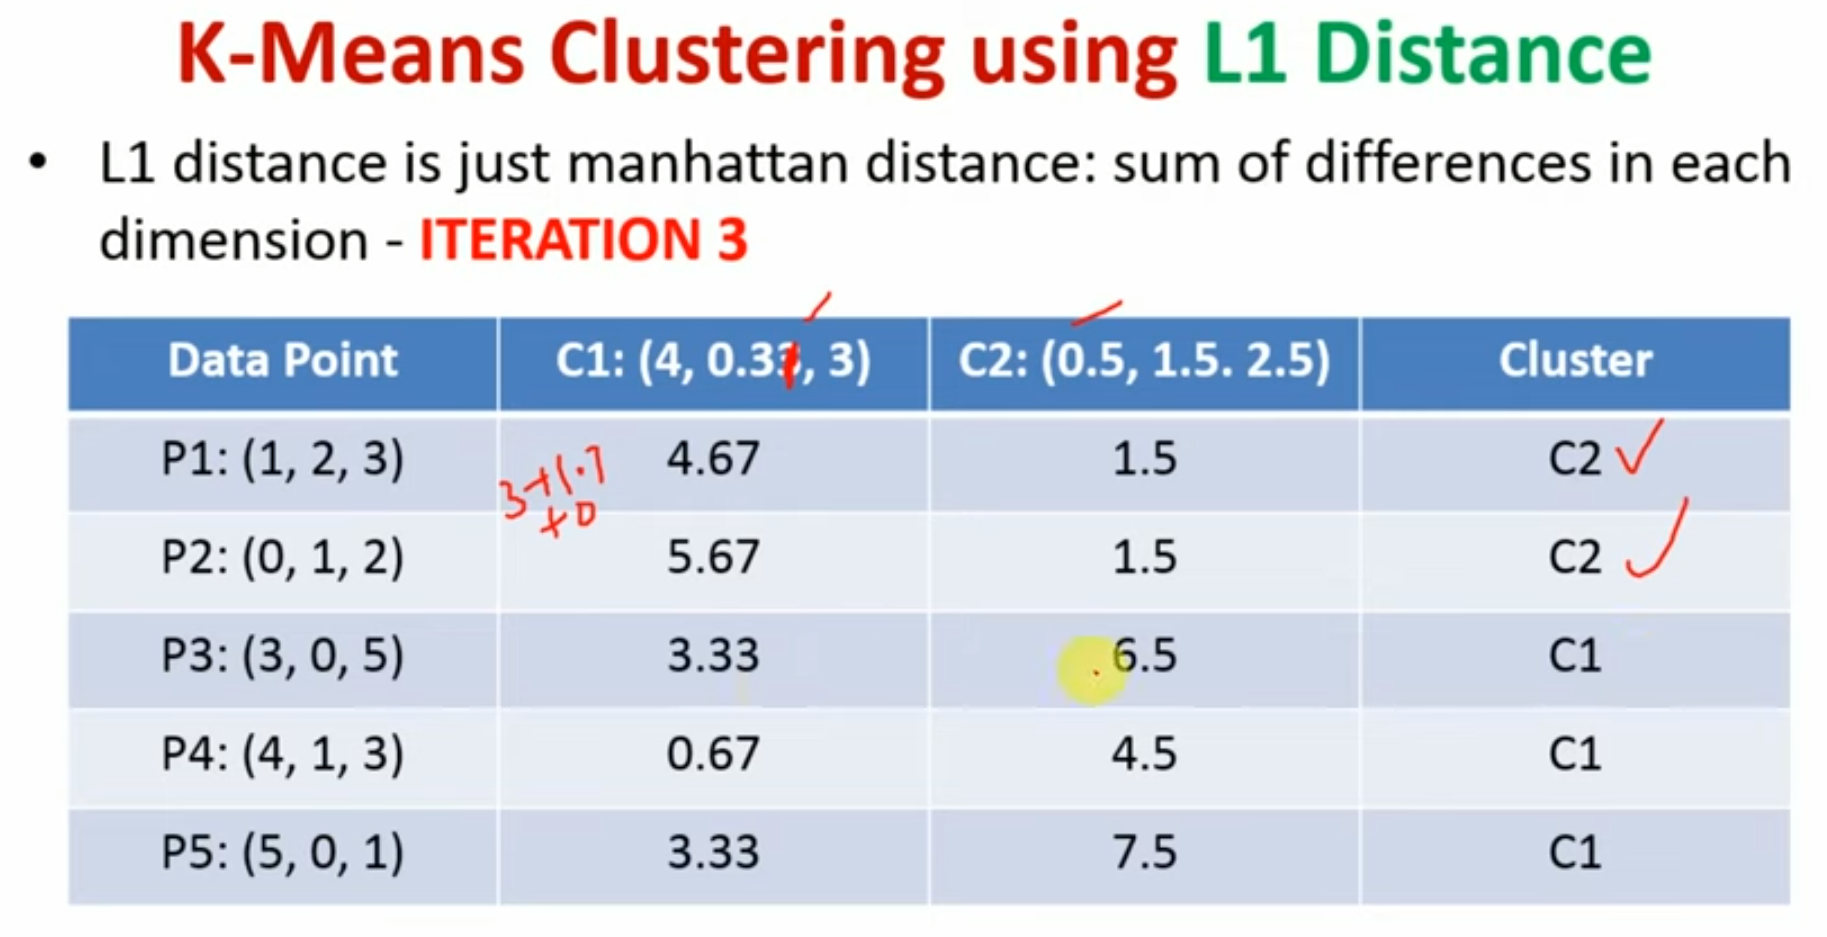 K-Means Clustering using L1 Distance
• L1 distance is just manhattan distance: sum of differences in each
dimension - ITERATION 3
Data Point C1: (4, 0.33, 3) C2: (0.5, 1.5. 2.5) Cluster
P1: (1, 2, 3) 4.67 1.5 C2
3+1.7
+0
P2: (0, 1, 2) 5.67 1.5 C2
P3: (3, 0, 5) 3.33 6.5 C1
P4: (4, 1, 3) 0.67 4.5 C1
P5: (5, 0, 1) 3.33 7.5 C1